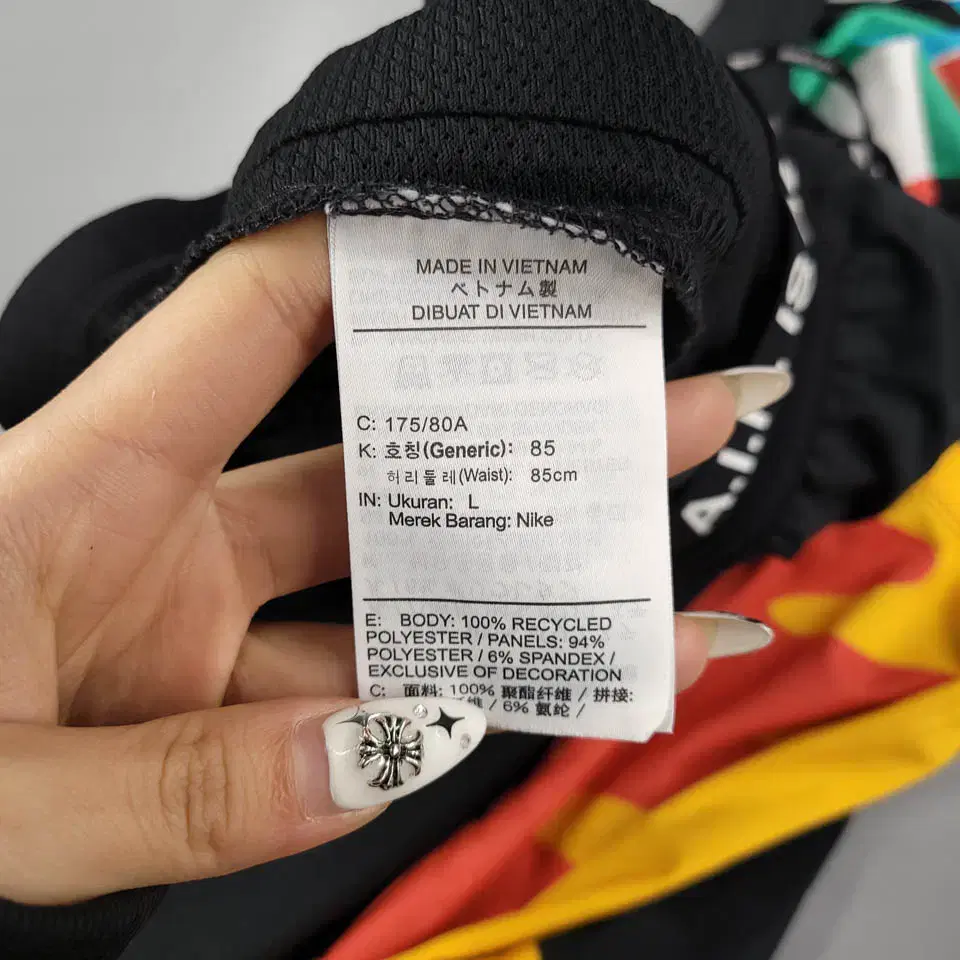 MADE IN VIETNAM
ベトナム製
DIBUAT DI VIETNAM
C: 175/80A
K: 호칭(Generic): 85
허리둘레(Waist): 85cm
IN: Ukuran: L
Merek Barang: Nike
E: BODY: 100% RECYCLED
POLYESTER / PANELS: 94%
POLYESTER / 6% SPANDEX /
EXCLUSIVE OF DECORATION
C: 面料: 100% 聚酯纤维 / 拼接:
/ 6% 氨纶 /